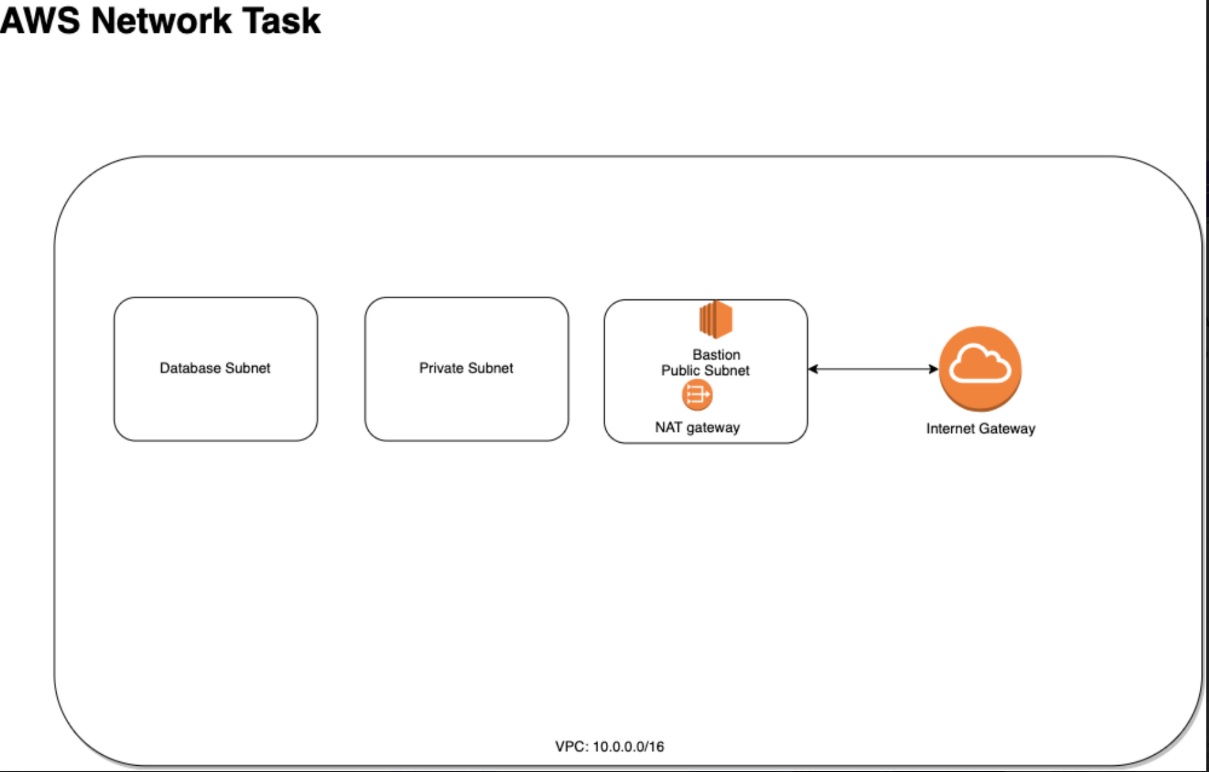 AWS Network Task
Database Subnet
Private Subnet
Bastion
Public Subnet
NAT gateway
Internet Gateway
VPC: 10.0.0.0/16